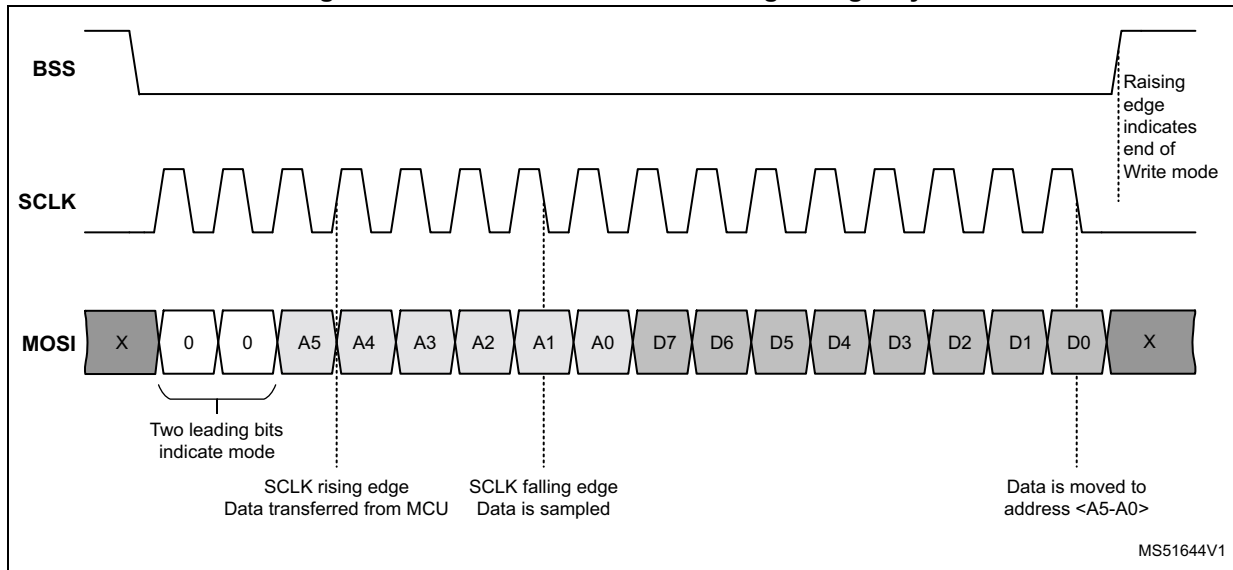 BSS
Raising
edge
indicates
end of
Write mode
SCLK
MOSI X 0 0 A5 A4 A3 A2 A1 A0 D7 D6 D5 D4 D3 D2 D1 D0 X
Two leading bits
indicate mode
SCLK rising edge
Data transferred from MCU
SCLK falling edge
Data is sampled
Data is moved to
address <A5-A0>
MS51644V1